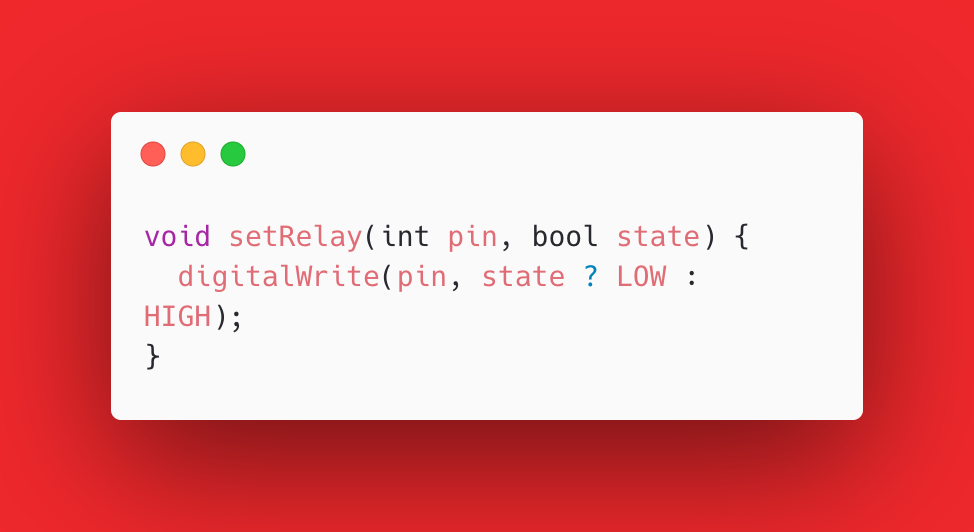 void setRelay(int pin, bool state) {
  digitalWrite(pin, state ? LOW :
HIGH);
}